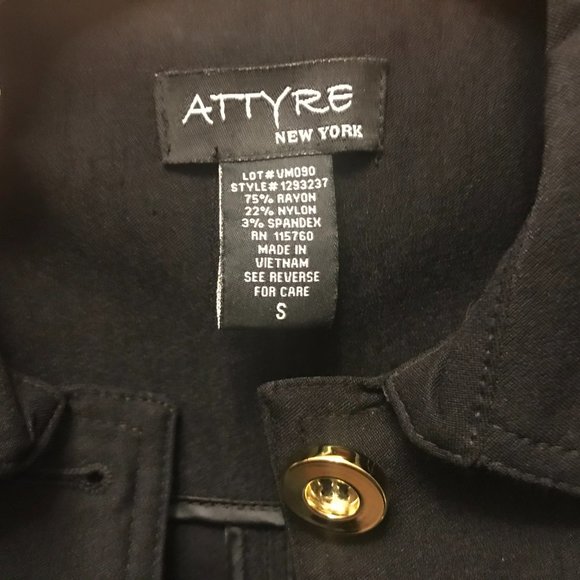 ATTYRE
NEW YORK
LOT#VM090
STYLE#1293237
75% RAYON
22% NYLON
3% SPANDEX
RN 115760
MADE IN
VIETNAM
SEE REVERSE
FOR CARE
S